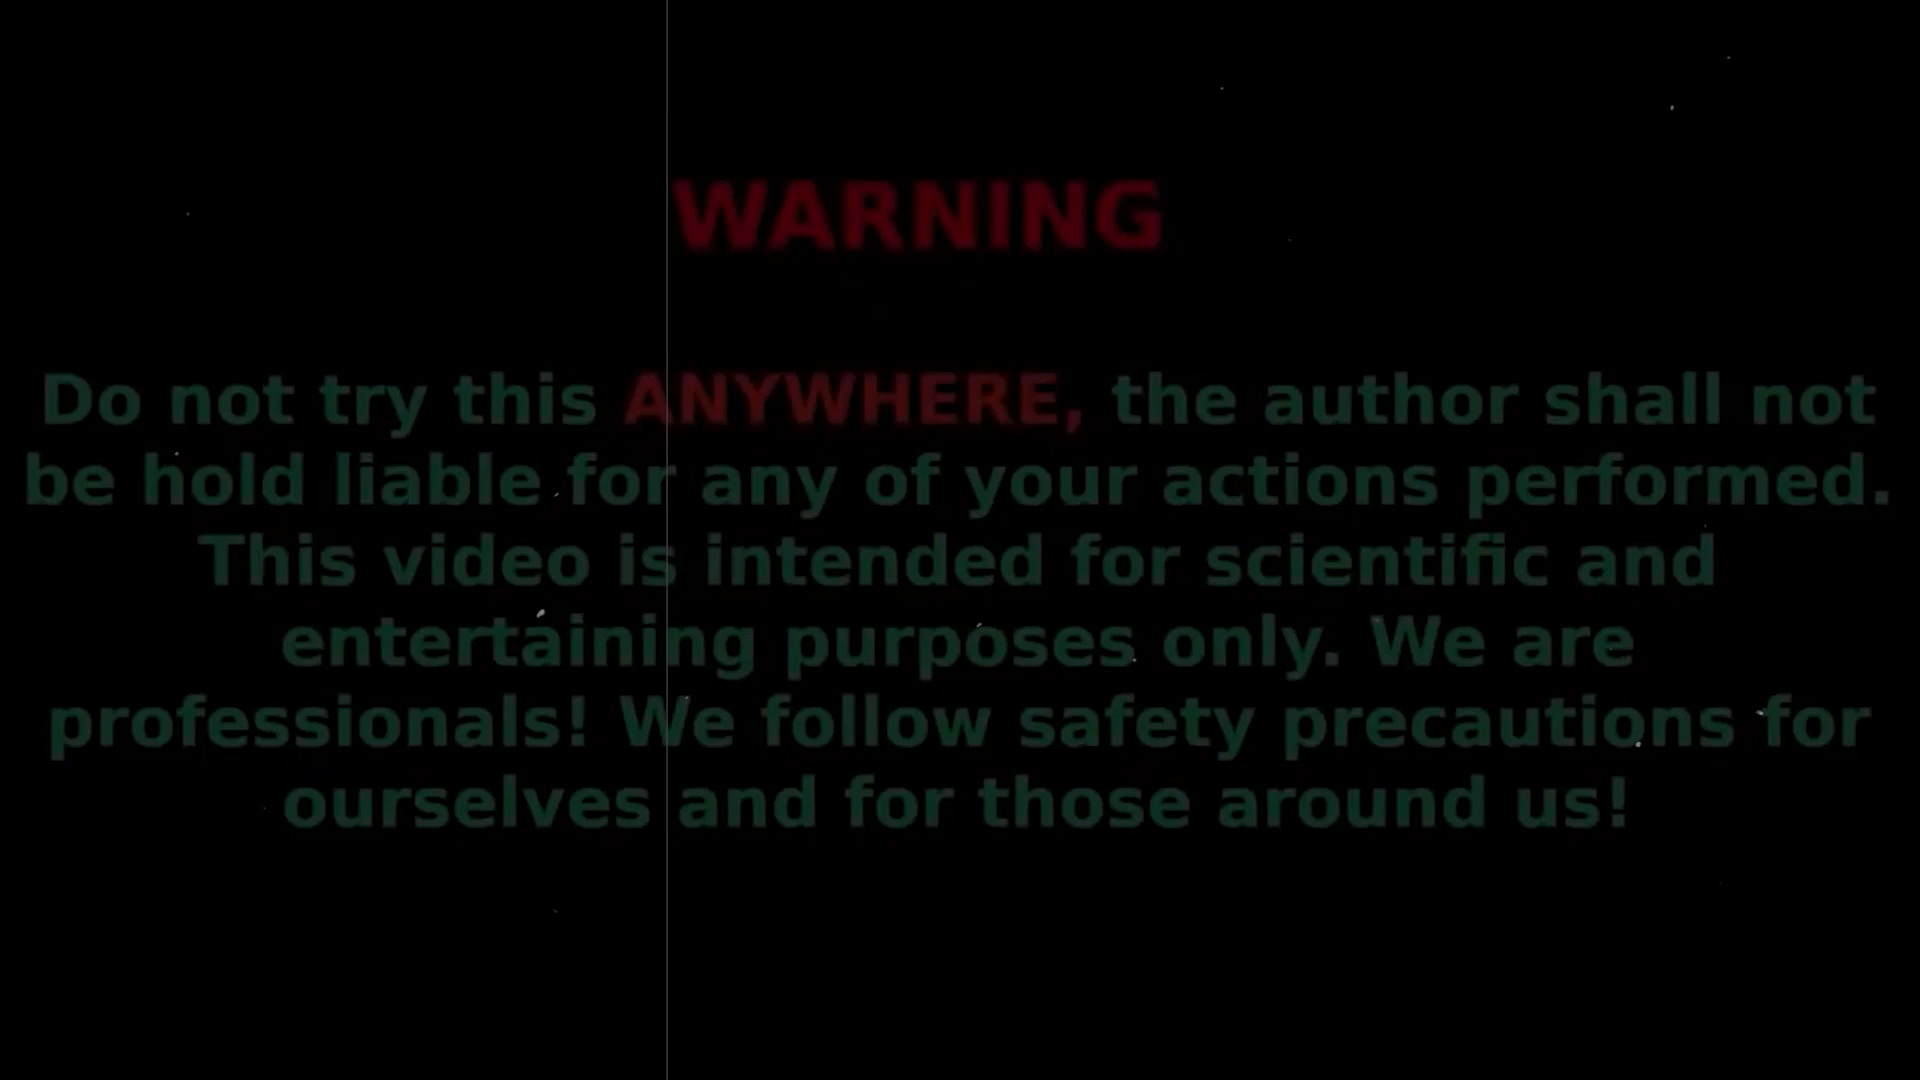 WARNING
Do not try this ANYWHERE, the author shall not
be hold liable for any of your actions performed.
This video is intended for scientific and
entertaining purposes only. We are
professionals! We follow safety precautions for
ourselves and for those around us!